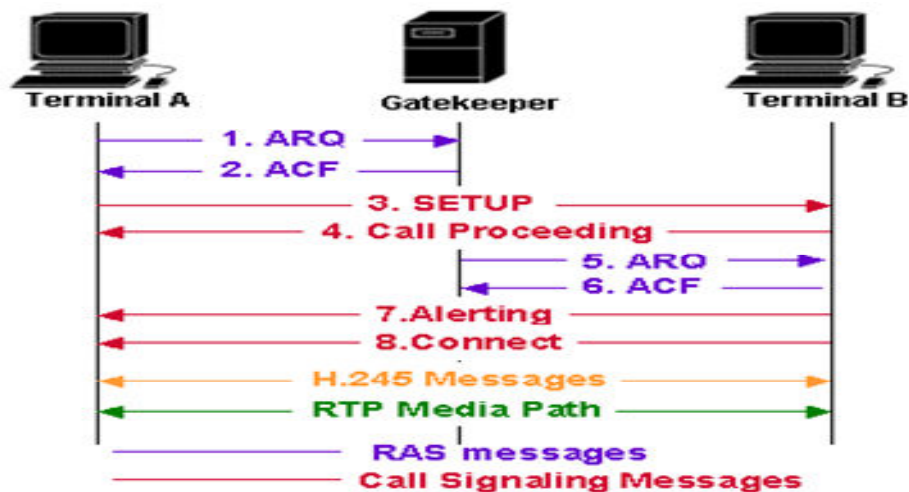 Terminal A
Gatekeeper
Terminal B
1. ARQ
2. ACF
3. SETUP
4. Call Proceeding
5. ARQ
6. ACF
7.Alerting
8.Connect
H.245 Messages
RTP Media Path
RAS messages
Call Signaling Messages